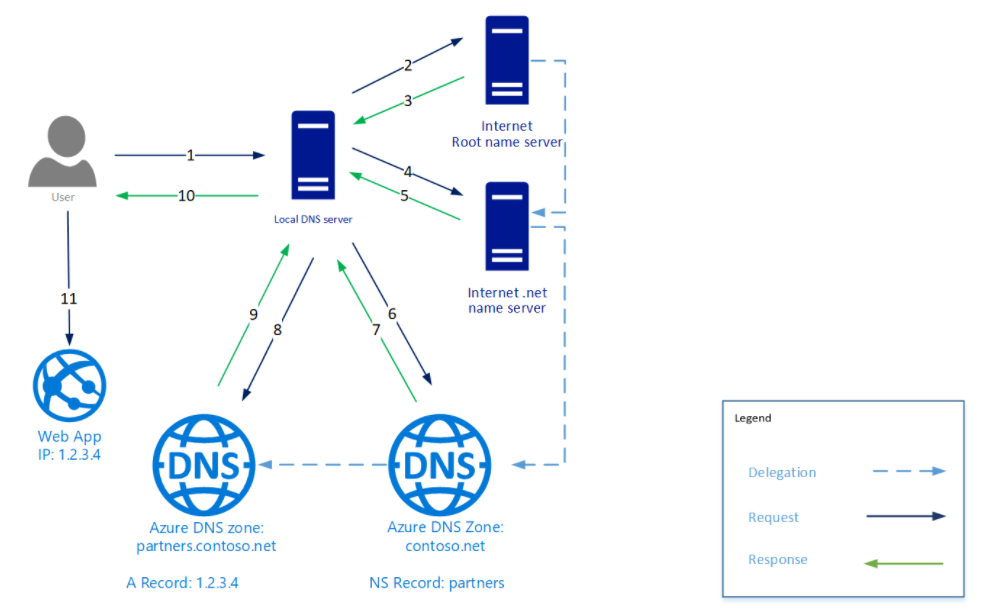 2
3
Internet
Root name server
1
4
User
10
5
Local DNS server
Internet .net
name server
11
9
8
6
7
Web App
IP: 1.2.3.4
DNS
DNS
Azure DNS zone:
partners.contoso.net
Azure DNS Zone:
contoso.net
A Record: 1.2.3.4
NS Record: partners
Legend
Delegation
Request
Response